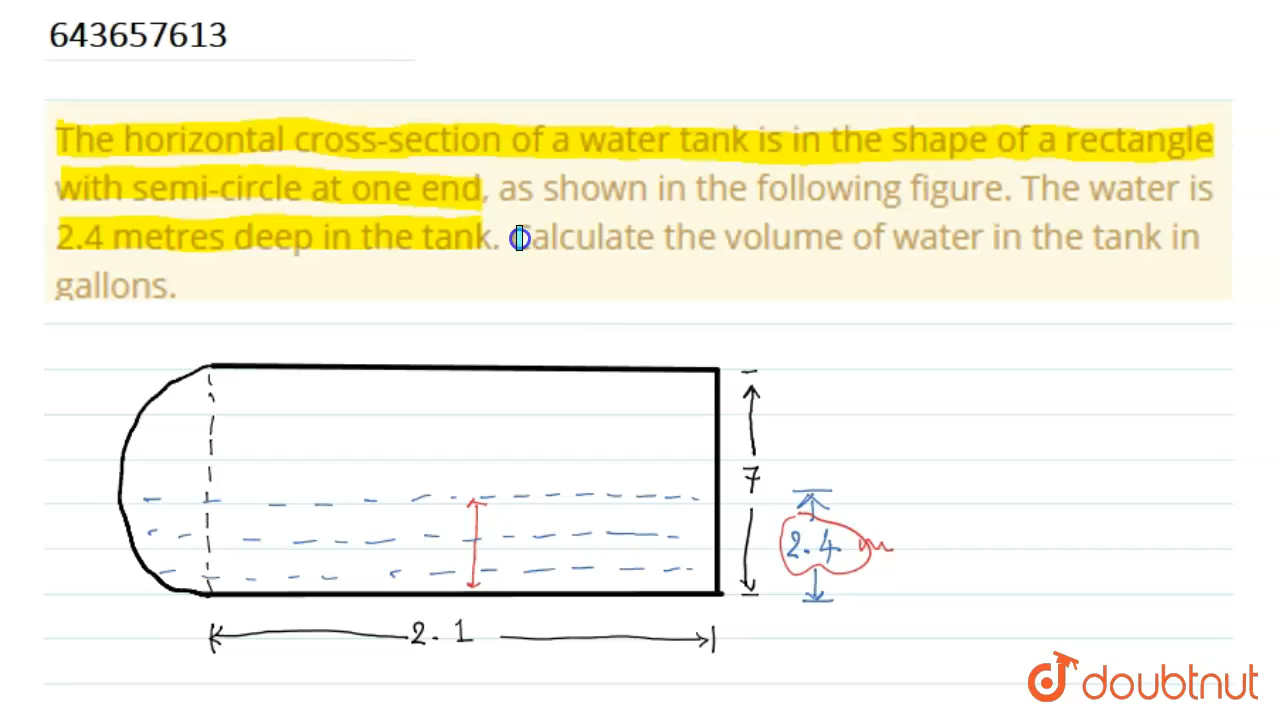 643657613
The horizontal cross-section of a water tank is in the shape of a rectangle
with semi-circle at one end, as shown in the following figure. The water is
2.4 metres deep in the tank. Calculate the volume of water in the tank in
gallons.
7
2.4 m
2.1
doubtnut